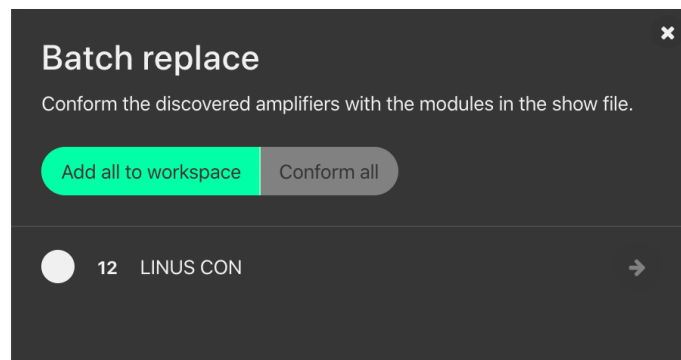 Batch replace
Conform the discovered amplifiers with the modules in the show file.
Add all to workspace Conform all
12 LINUS CON